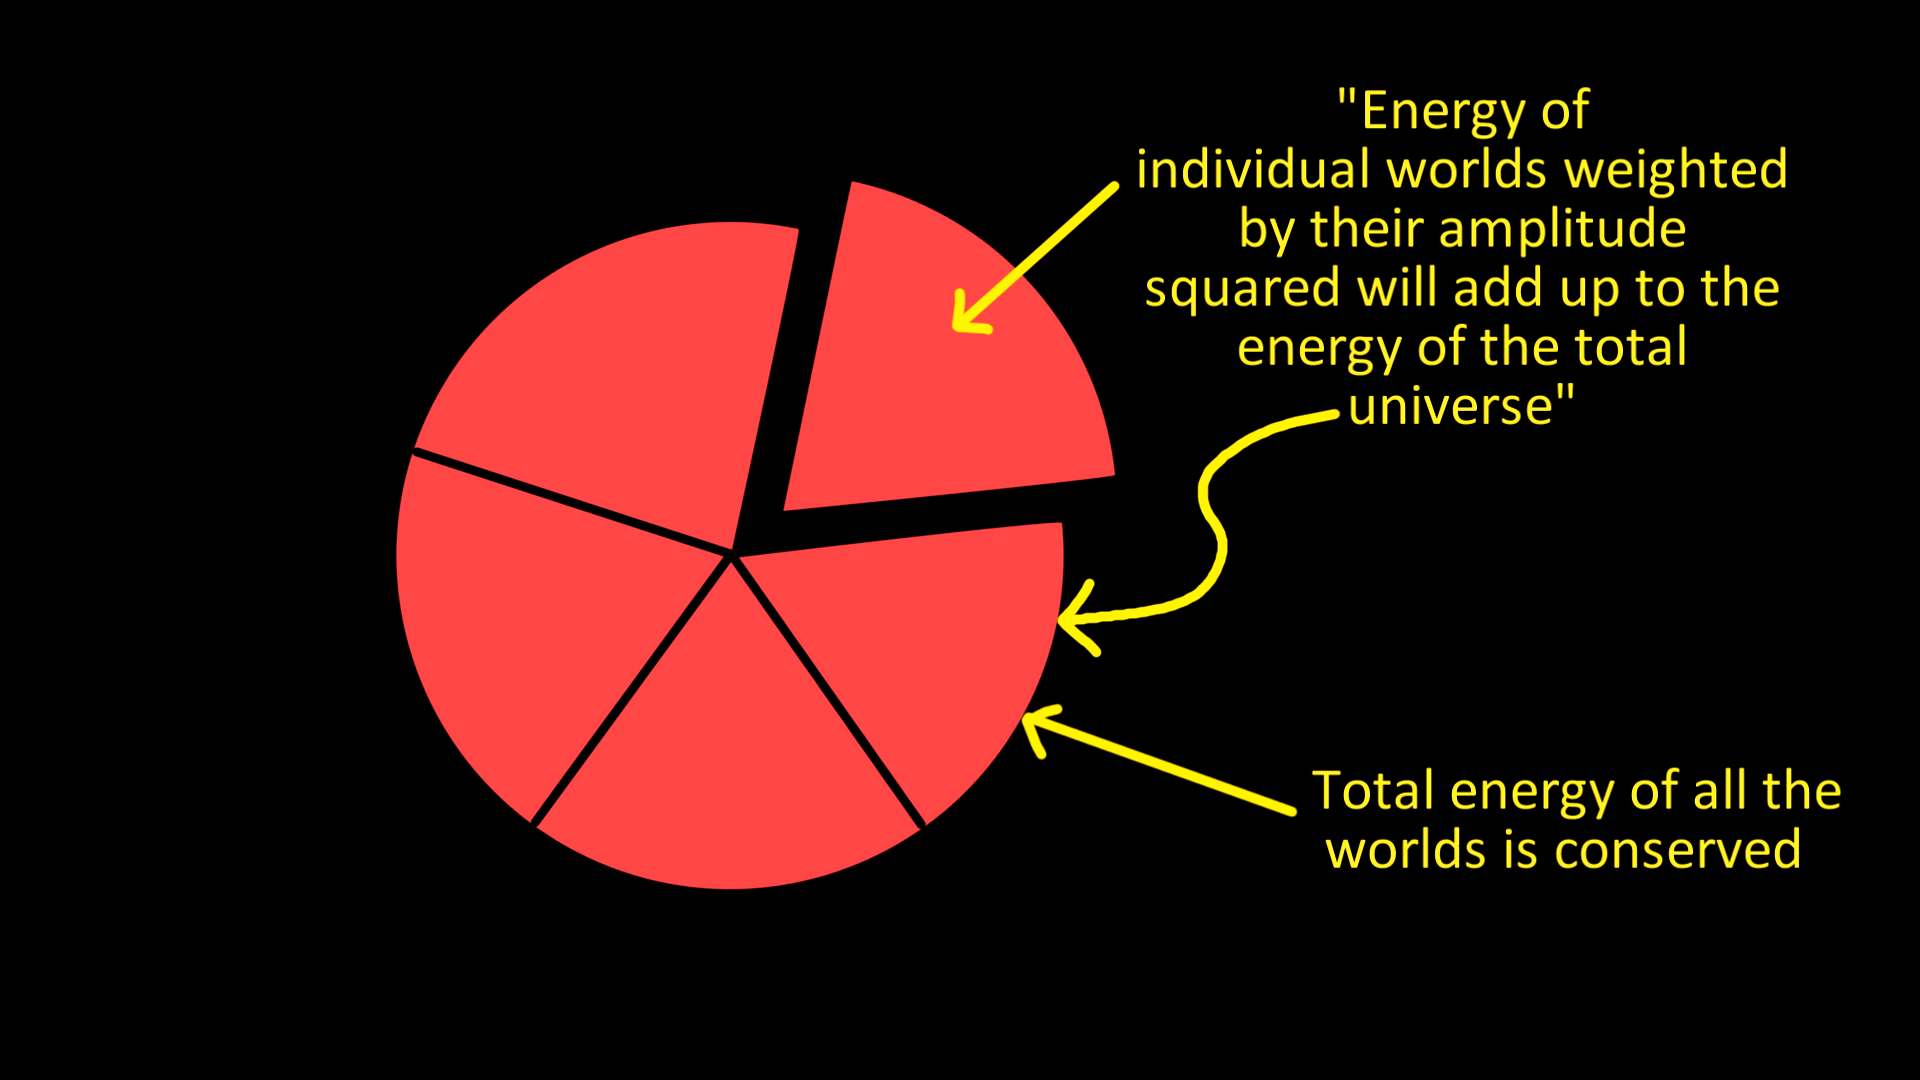 "Energy of
individual worlds weighted
by their amplitude
squared will add up to the
energy of the total
universe"
Total energy of all the
worlds is conserved